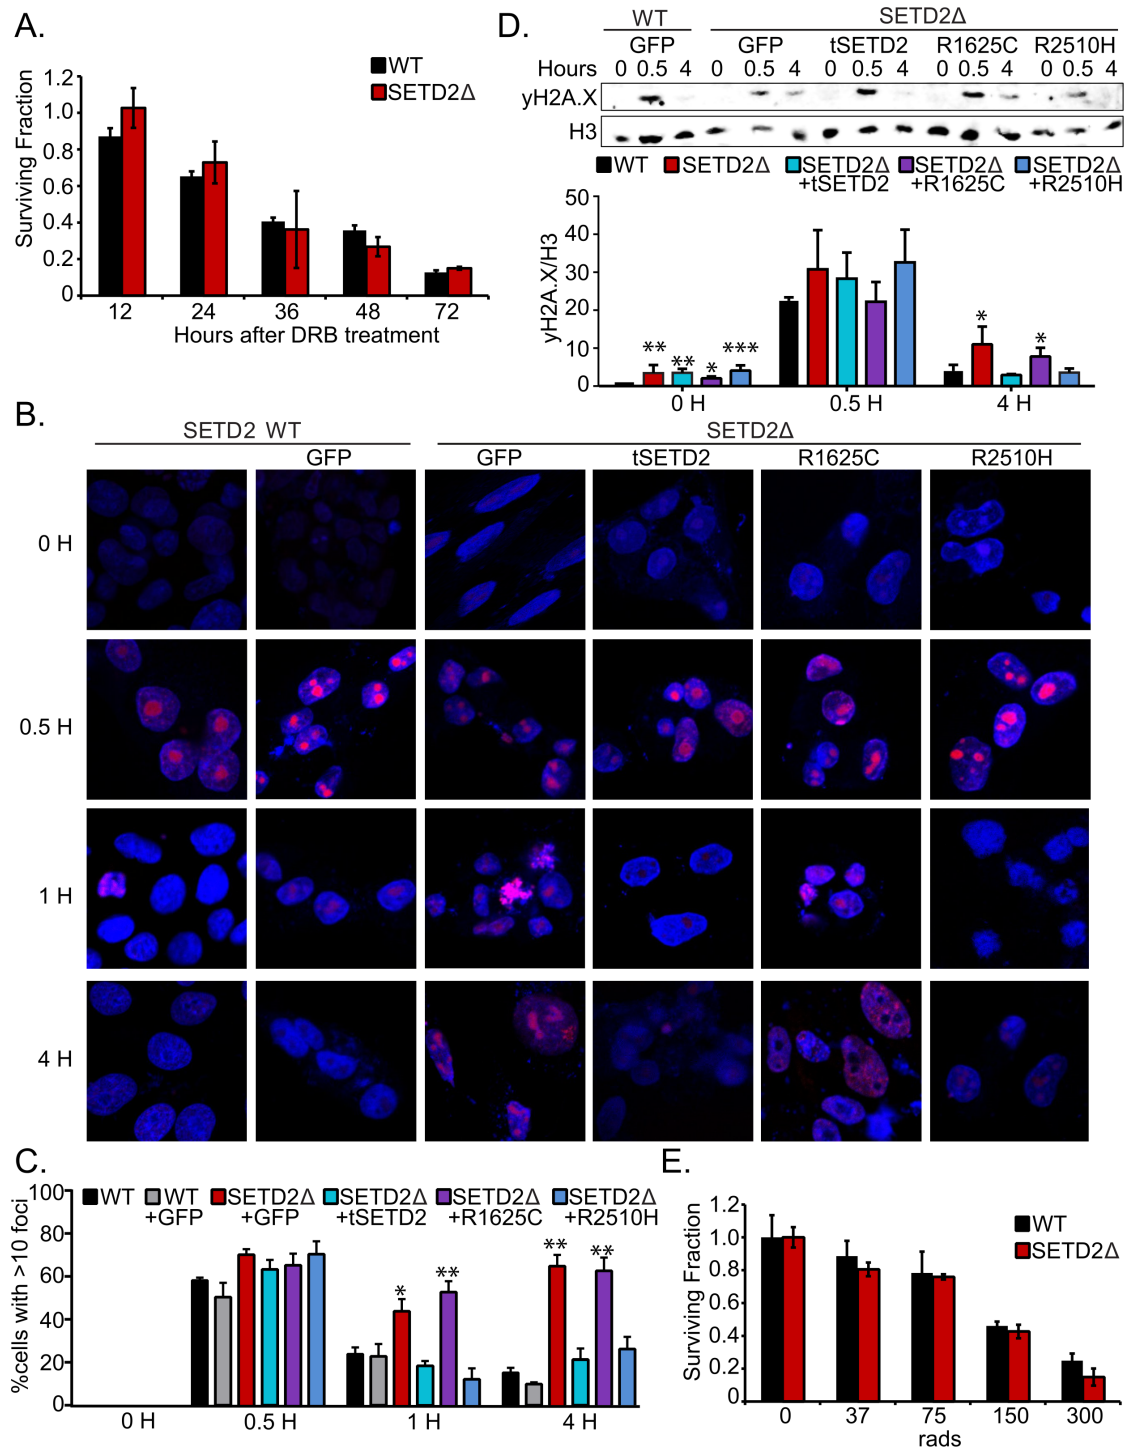 A.
WT
SETD2Δ
Surviving Fraction
1.2
1.0
0.8
0.6
0.4
0.2
0
12 24 36 48 72
Hours after DRB treatment
D.
WT SETD2Δ
GFP GFP tSETD2 R1625C R2510H
Hours 0 0.5 4 0 0.5 4 0 0.5 4 0 0.5 4 0 0.5 4
yH2A.X
H3
WT SETD2Δ SETD2Δ SETD2Δ SETD2Δ
+tSETD2 +R1625C +R2510H
yH2A.X/H3
50
40
30
20
10
0
** ** * *** * *
0 H 0.5 H 4 H
B.
SETD2 WT SETD2Δ
GFP GFP tSETD2 R1625C R2510H
0 H
0.5 H
1 H
4 H
C.
%cells with >10 foci
100
80
60
40
20
0
WT WT SETD2Δ SETD2Δ SETD2Δ SETD2Δ
+GFP +GFP +tSETD2 +R1625C +R2510H
* ** ** **
0 H 0.5 H 1 H 4 H
E.
WT
SETD2Δ
Surviving Fraction
1.2
1.0
0.8
0.6
0.4
0.2
0
0 37 75 150 300
rads